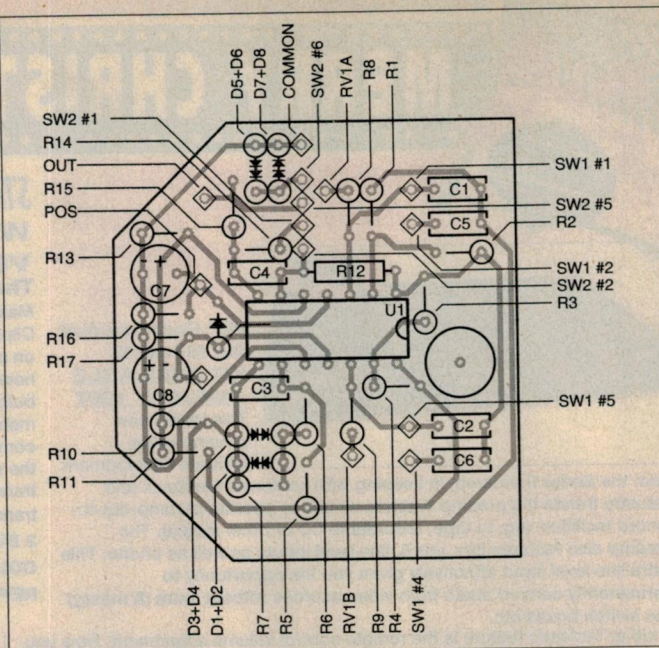 D5+D6
D7+D8
COMMON
SW2 #6
RV1A
R8
R1
SW2 #1
R14
OUT
R15
POS
R13
R16
R17
R10
R11
SW1 #1
SW2 #5
R2
SW1 #2
SW2 #2
R3
SW1 #5
C1
C5
C4
R12
C7
- +
U1
+ -
C8
C3
C2
C6
D3+D4
D1+D2
R7
R5
R6
RV1B
R9
R4
SW1 #4